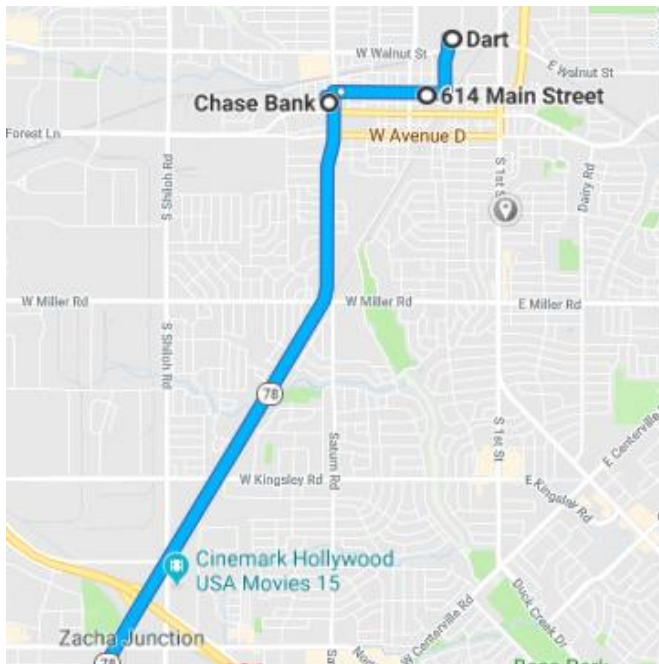 Dart
W Walnut St
E Walnut St
Chase Bank
614 Main Street
Forest Ln
W Avenue D
S Shiloh Rd
S 1st S
Dairy Rd
W Miller Rd
W Miller Rd
E Miller Rd
S Shiloh Rd
78
Saturn Rd
S 1st St
E Centerville
W Kingsley Rd
E Kingsley Rd
Cinemark Hollywood
USA Movies 15
Duck Creek Dr
W Centerville Rd
Zacha Junction
78